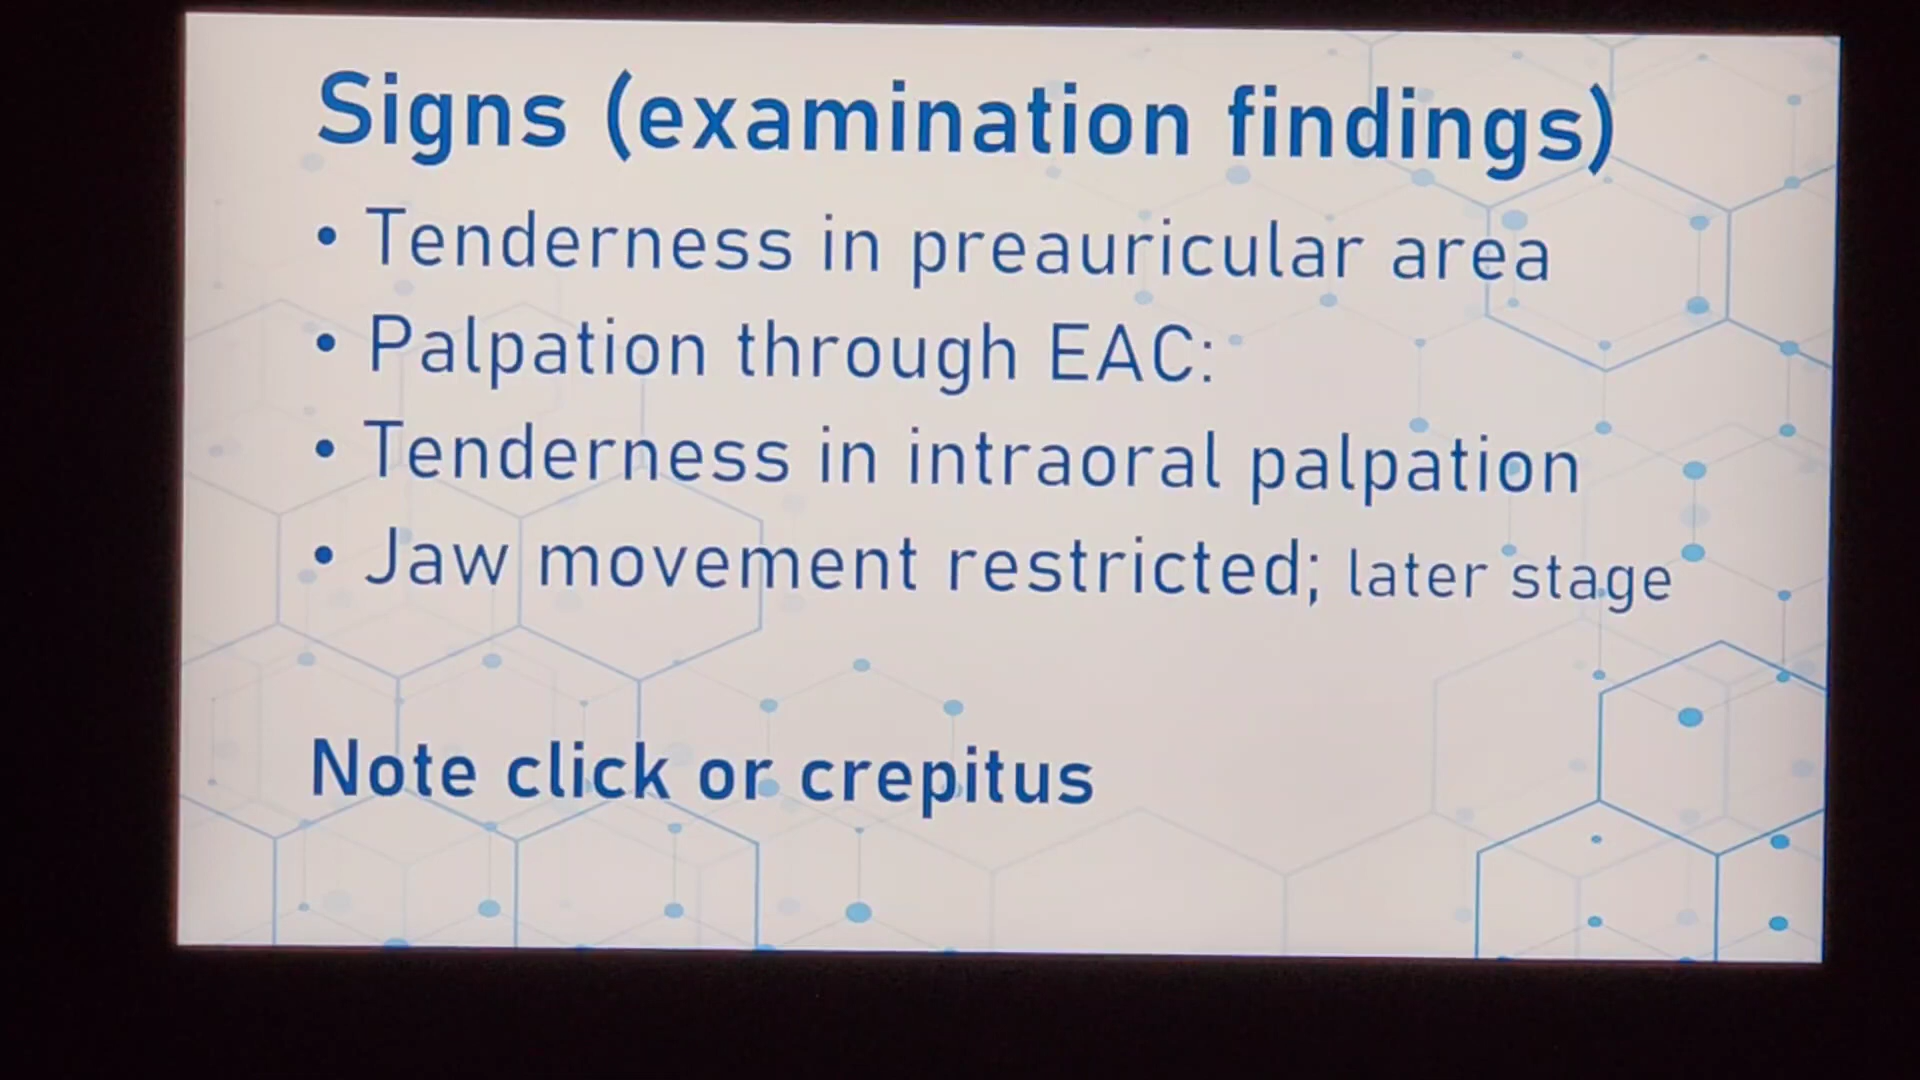 Signs (examination findings)
• Tenderness in preauricular area
• Palpation through EAC:
• Tenderness in intraoral palpation
• Jaw movement restricted; later stage
Note click or crepitus